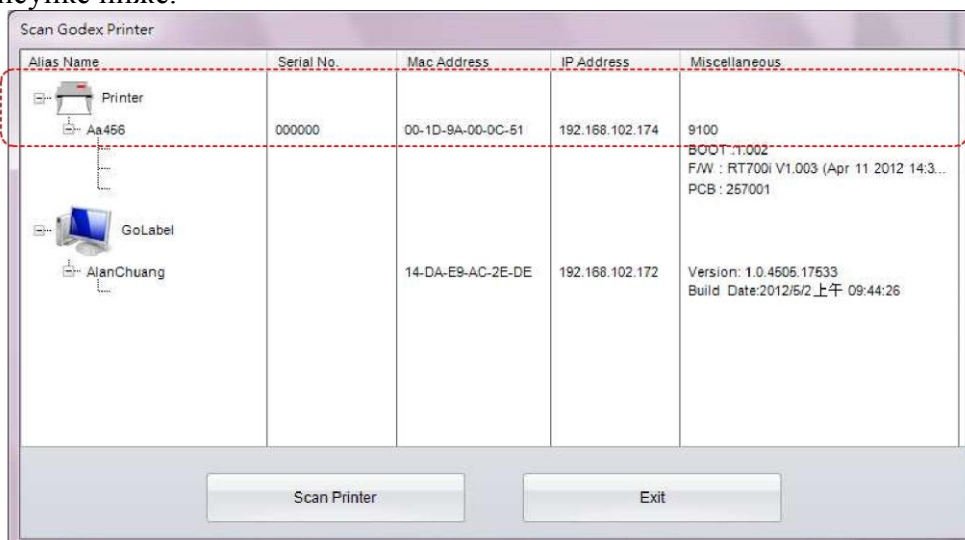 Scan Godex Printer
Alias Name Serial No. Mac Address IP Address Miscellaneous
Printer
Aa456 000000 00-1D-9A-00-0C-51 192.168.102.174 9100
BOOT :1.002
F/W : RT700i V1.003 (Apr 11 2012 14:3...
PCB : 257001
GoLabel
AlanChuang 14-DA-E9-AC-2E-DE 192.168.102.172 Version: 1.0.4505.17533
Build Date:2012/5/2 上午 09:44:26
Scan Printer Exit